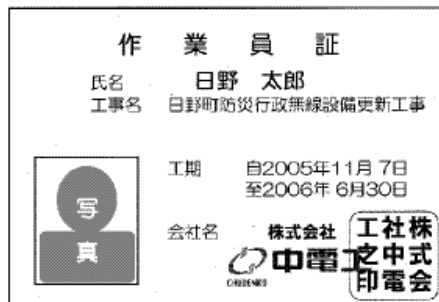 作業員証
氏名 日野 太郎
工事名 日野町防災行政無線設備更新工事
写真
工期 自2005年11月 7日
至2006年 6月30日
会社名 株式会社
中電工
CHUDENKO
株式会社中電工之印